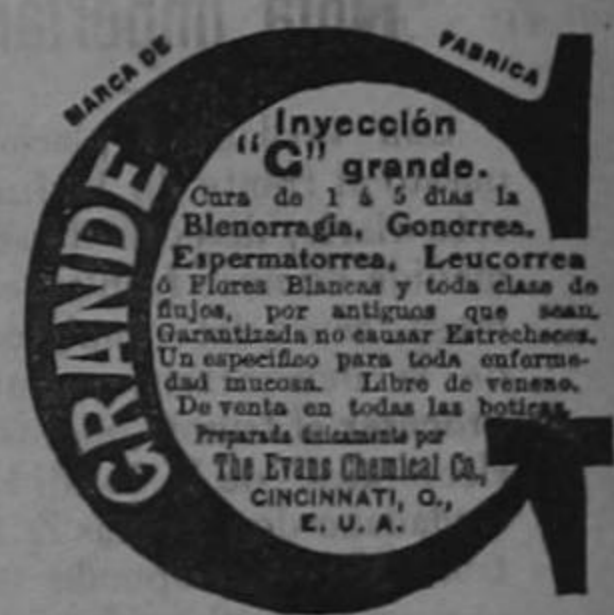 MARCA DE FABRICA
GRANDE
Inyección
"G" grande.
Cura de 1 á 5 dias la
Blenorragia, Gonorrea,
Espermatorrea, Leucorrea
ó Flores Blancas y toda clase de
flujos, por antiguos que sean.
Garantizada no causar Estrecheces.
Un especifico para toda enferme-
dad mucosa. Libre de veneno.
De venta en todas las boticas.
Preparada únicamente por
The Evans Chemical Co.,
CINCINNATI, O.,
E. U. A.